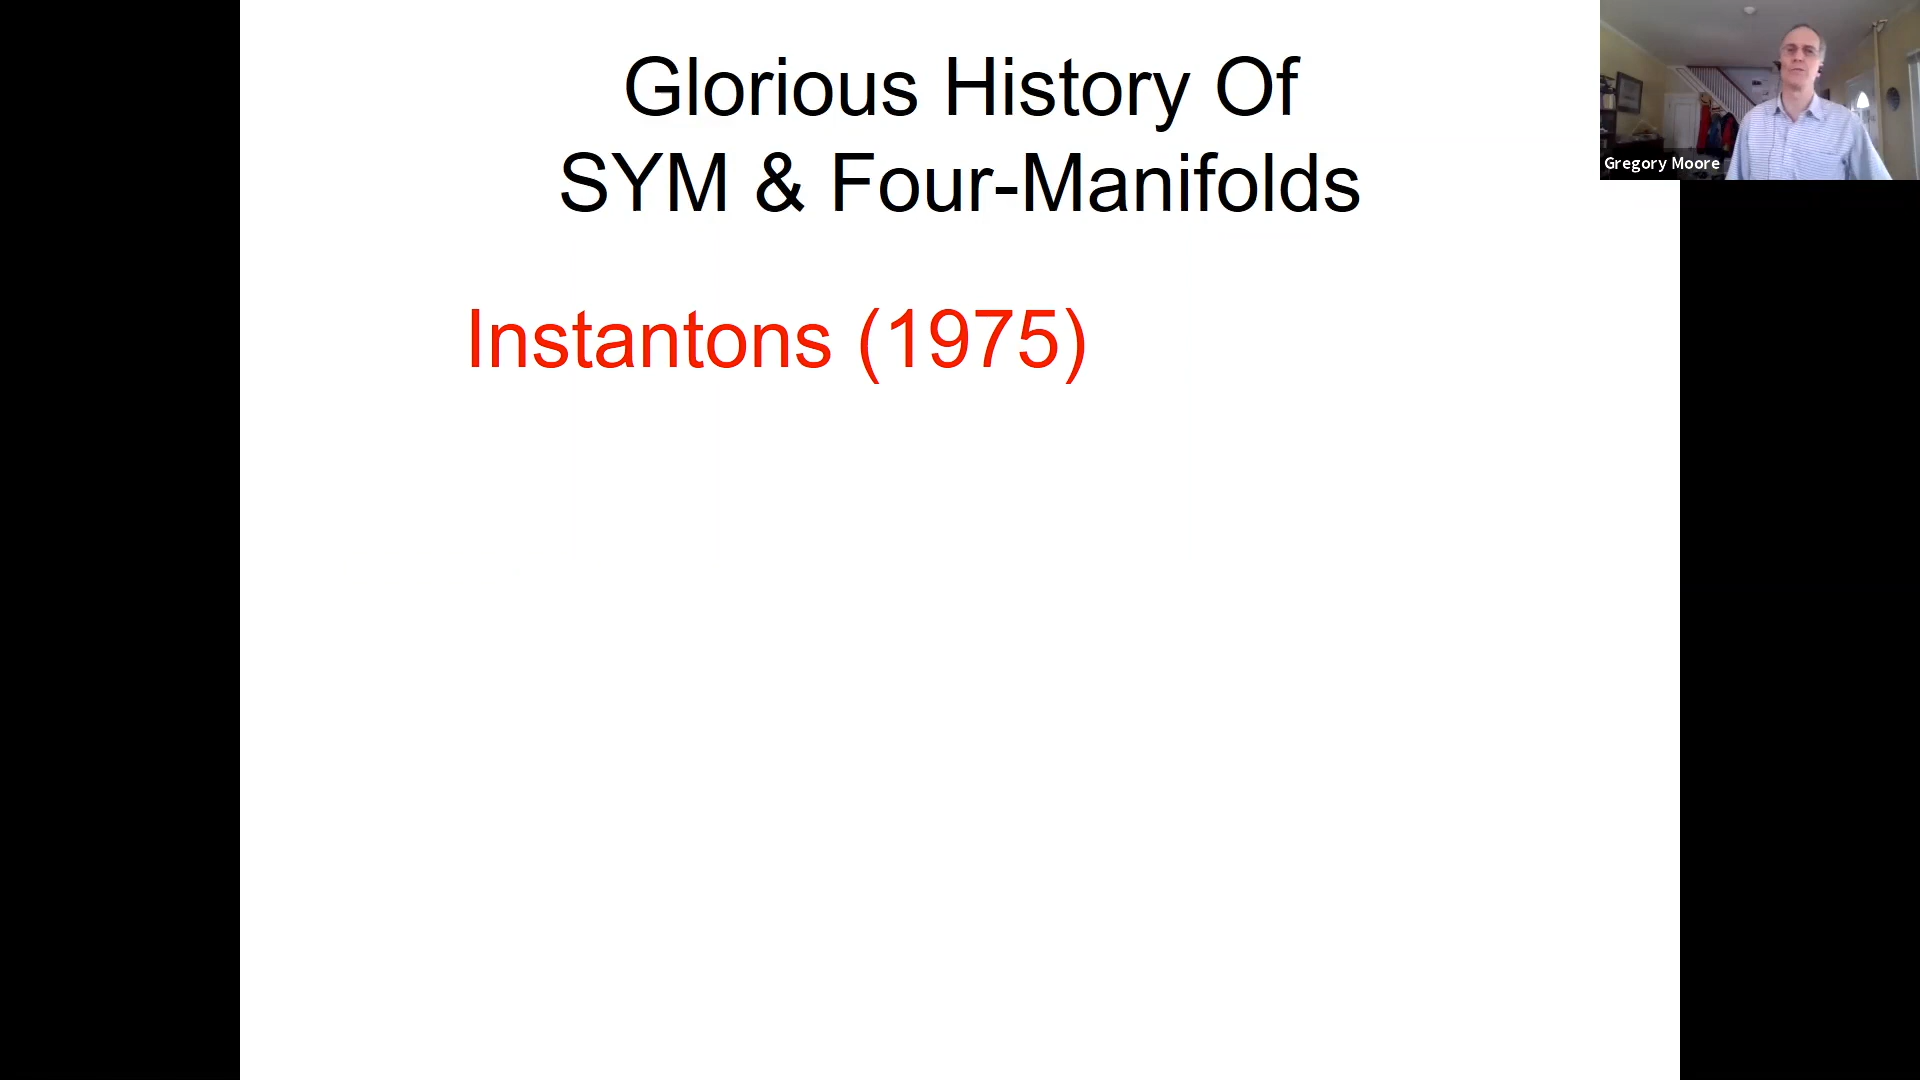 Glorious History Of
SYM & Four-Manifolds
Instantons (1975)
Gregory Moore